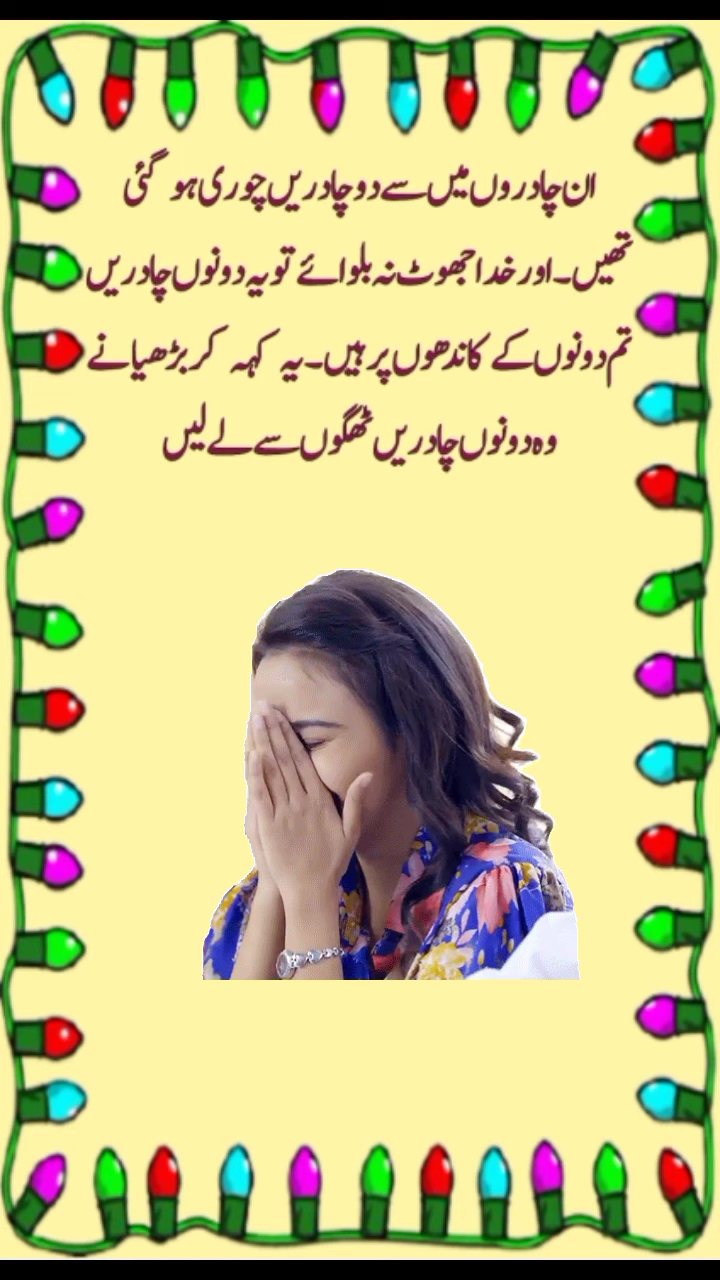 ان چادروں میں سے دو چادریں چوری ہو گئی
تھیں۔ اور خدا جھوٹ نہ بلوائے تو یہ دونوں چادریں
تم دونوں کے کاندھوں پر ہیں۔ یہ کہہ کر بڑھیا نے
وہ دونوں چادریں ٹھگوں سے لے لیں